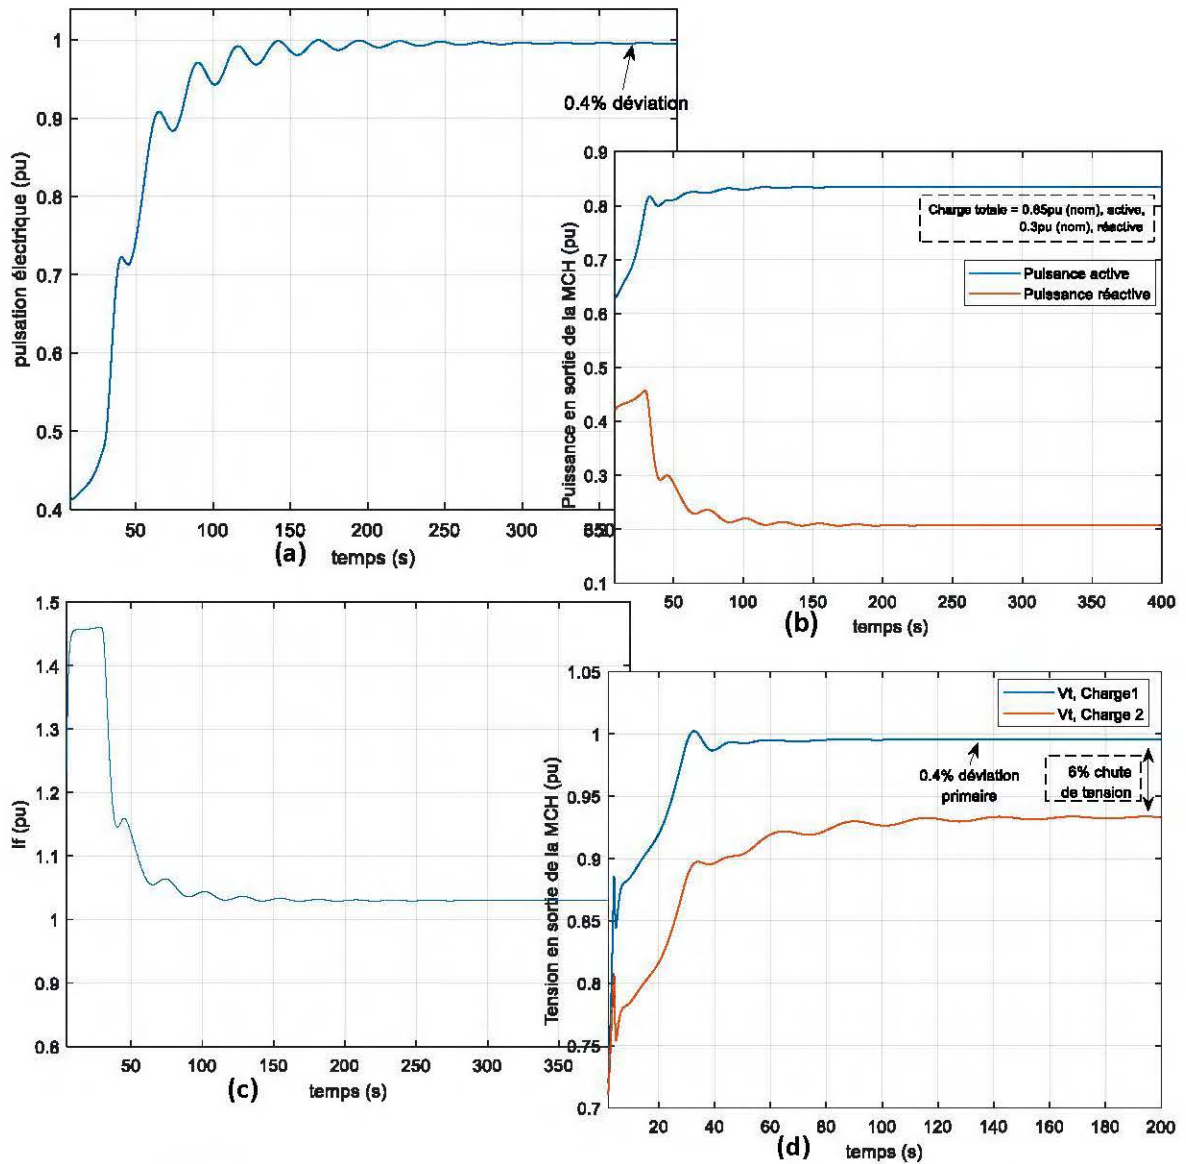 1
0.9
0.8
0.7
0.6
0.5
0.4
pulsation électrique (pu)
0.4% déviation
50 100 150 200 250 300 350
(a) temps (s)
0.9
0.8
0.7
0.6
0.5
0.4
0.3
0.1
Puissance en sortie de la MCH (pu)
Charge totale = 0.85pu (nom), active,
0.3pu (nom), réactive
Puisance active
Puissance réactive
50 100 150 200 250 300 350 400
(b) temps (s)
1.5
1.4
1.3
1.2
1.1
1
0.9
0.8
If (pu)
50 100 150 200 250 300 350
(c) temps (s)
1.05
1
0.95
0.9
0.85
0.8
0.75
0.7
Tension en sortie de la MCH (pu)
Vt, Charge1
Vt, Charge 2
0.4% déviation
primaire
6% chute
de tension
20 40 60 80 100 120 140 160 180 200
(d) temps (s)